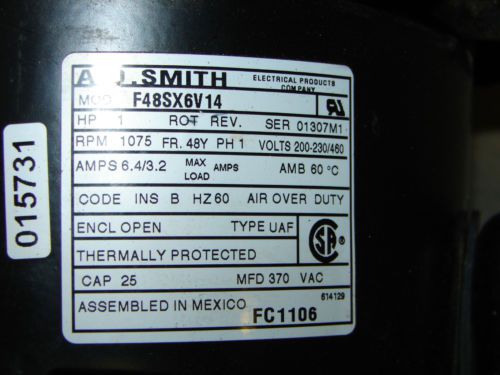 A.O. SMITH
ELECTRICAL PRODUCTS COMPANY
MOD F48SX6V14
HP 1 ROT REV. SER 01307M1
RPM 1075 FR. 48Y PH 1 VOLTS 200-230/460
AMPS 6.4/3.2 MAX LOAD AMPS AMB 60 °C
CODE INS B HZ 60 AIR OVER DUTY
ENCL OPEN TYPE UAF
THERMALLY PROTECTED
CAP 25 MFD 370 VAC
ASSEMBLED IN MEXICO 614129
FC1106
015731